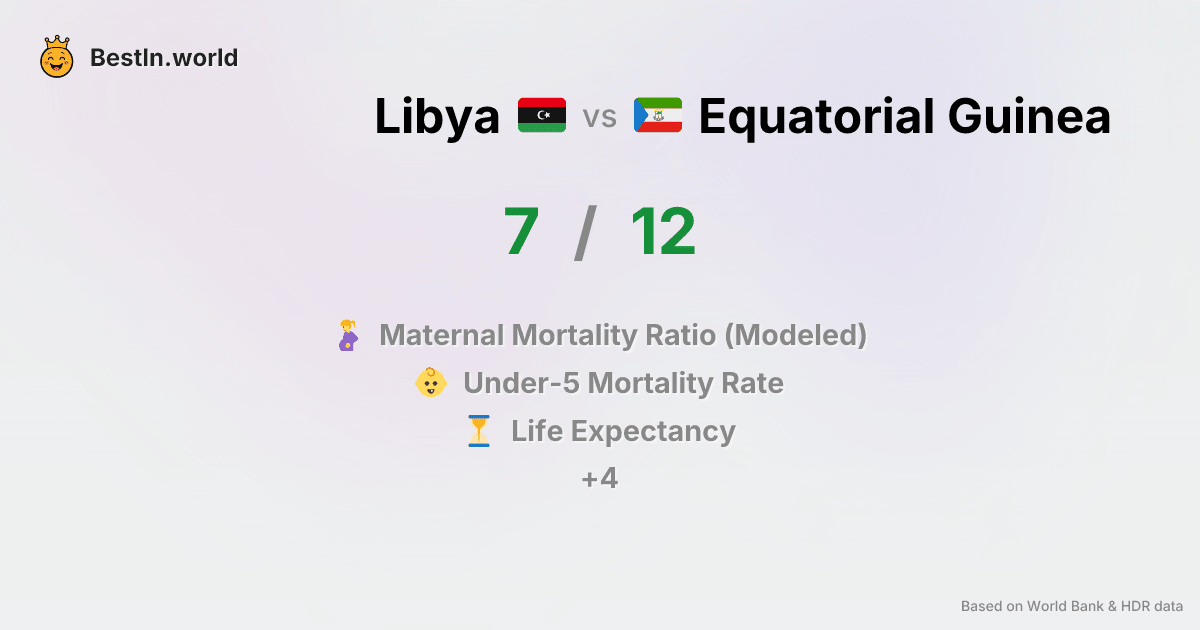 BestIn.world
Libya vs Equatorial Guinea
7 / 12
Maternal Mortality Ratio (Modeled)
Under-5 Mortality Rate
Life Expectancy
+4
Based on World Bank & HDR data